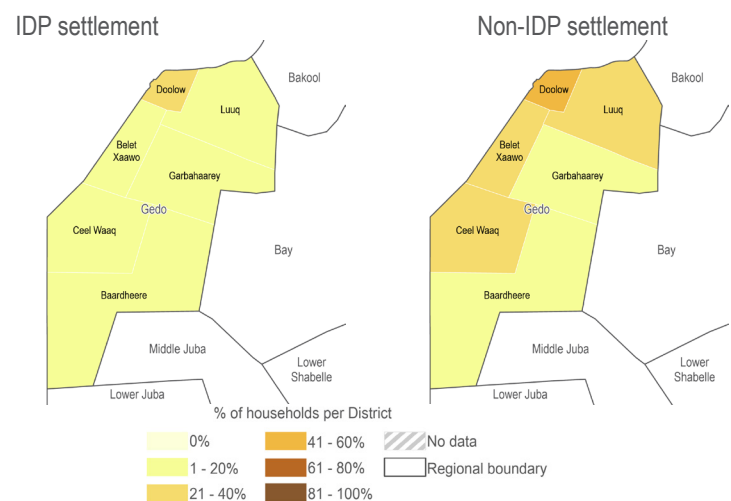 IDP settlement
Non-IDP settlement
Doolow
Bakool
Luuq
Belet
Xaawo
Garbahaarey
Gedo
Ceel Waaq
Bay
Baardheere
Middle Juba
Lower
Shabelle
Lower Juba
Doolow
Bakool
Luuq
Belet
Xaawo
Garbahaarey
Gedo
Ceel Waaq
Bay
Baardheere
Middle Juba
Lower
Shabelle
Lower Juba
% of households per District
0%
1 - 20%
21 - 40%
41 - 60%
61 - 80%
81 - 100%
No data
Regional boundary